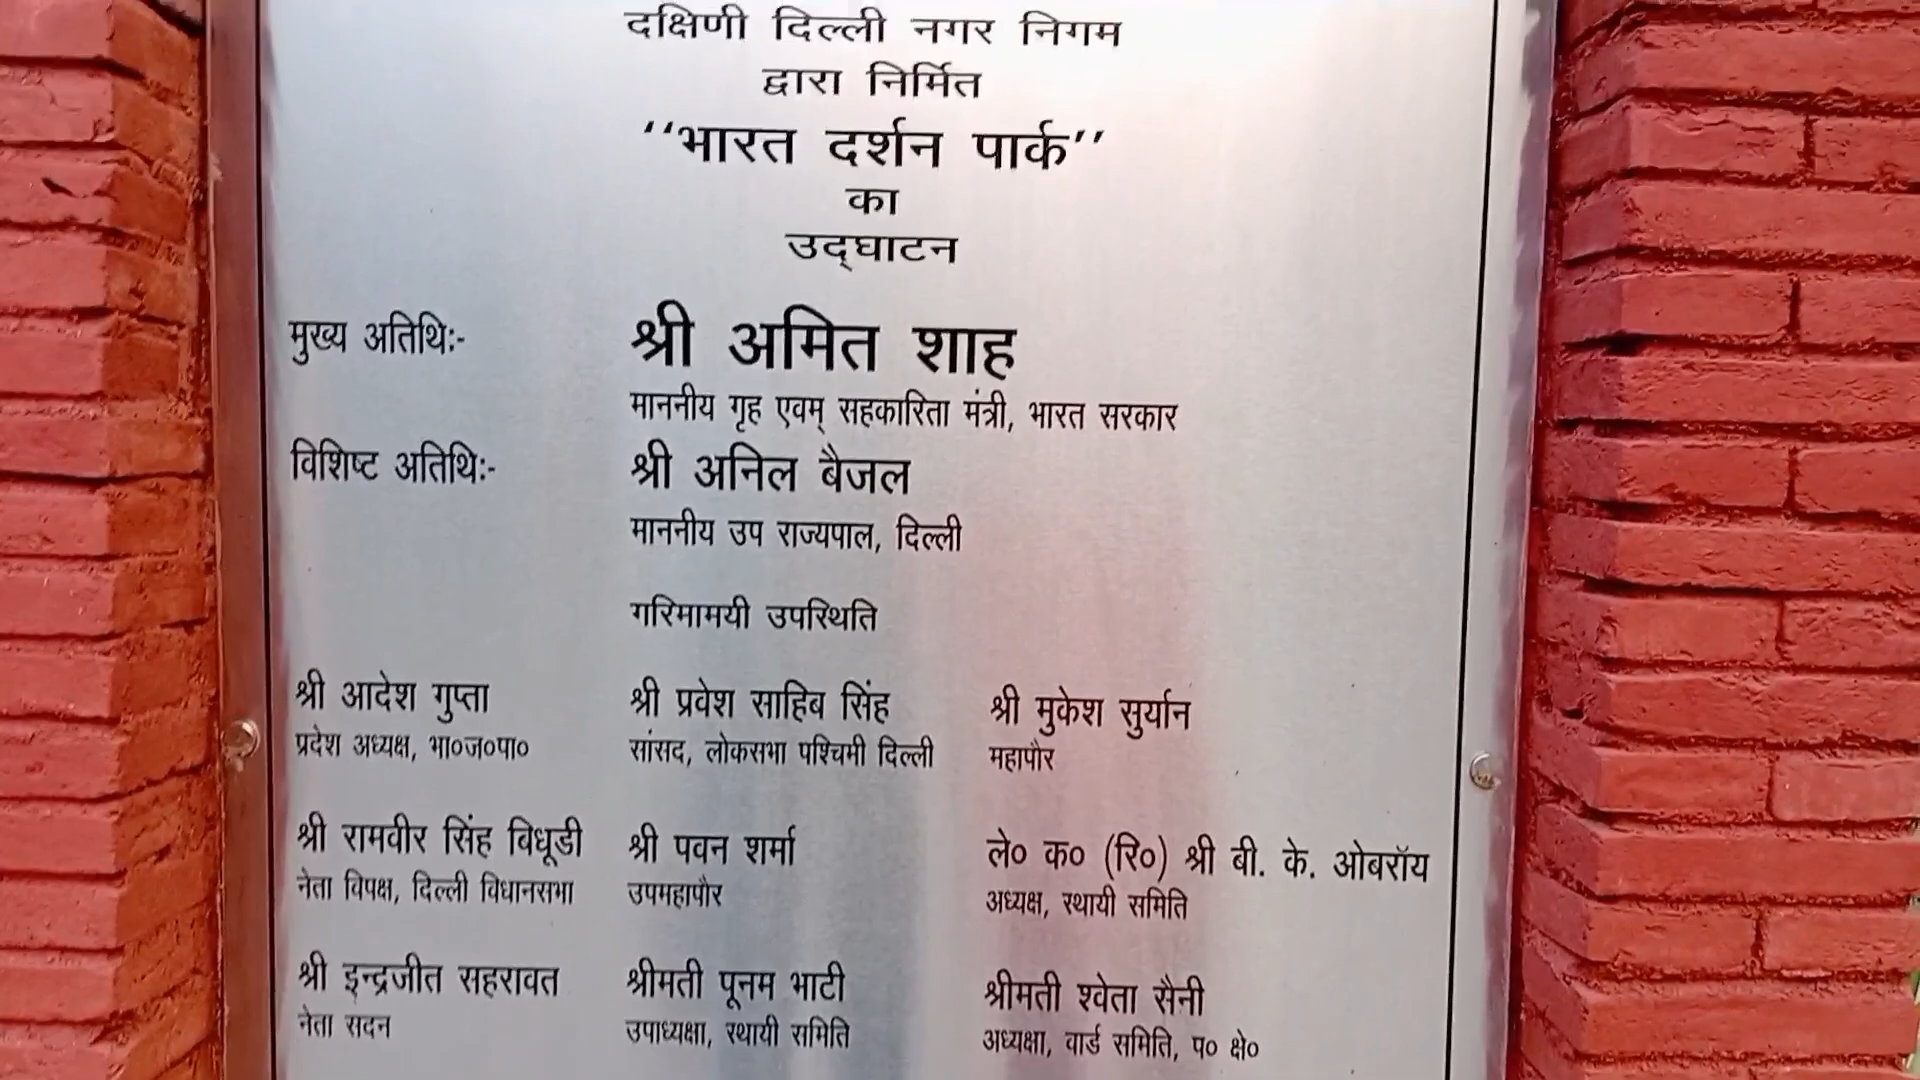 दक्षिणी दिल्ली नगर निगम
द्वारा निर्मित
‘‘भारत दर्शन पार्क’’
का
उद्‌घाटन
मुख्य अतिथिः- श्री अमित शाह
माननीय गृह एवम् सहकारिता मंत्री, भारत सरकार
विशिष्ट अतिथिः- श्री अनिल बैजल
माननीय उप राज्यपाल, दिल्ली
गरिमामयी उपस्थिति
श्री आदेश गुप्ता श्री प्रवेश साहिब सिंह श्री मुकेश सुर्यान
प्रदेश अध्यक्ष, भा०ज०पा० सांसद, लोकसभा पश्चिमी दिल्ली महापौर
श्री रामवीर सिंह बिधूडी श्री पवन शर्मा ले० क० (रि०) श्री बी. के. ओबरॉय
नेता विपक्ष, दिल्ली विधानसभा उपमहापौर अध्यक्ष, स्थायी समिति
श्री इन्द्रजीत सहरावत श्रीमती पूनम भाटी श्रीमती श्वेता सैनी
नेता सदन उपाध्यक्षा, स्थायी समिति अध्यक्षा, वार्ड समिति, प० क्षे०